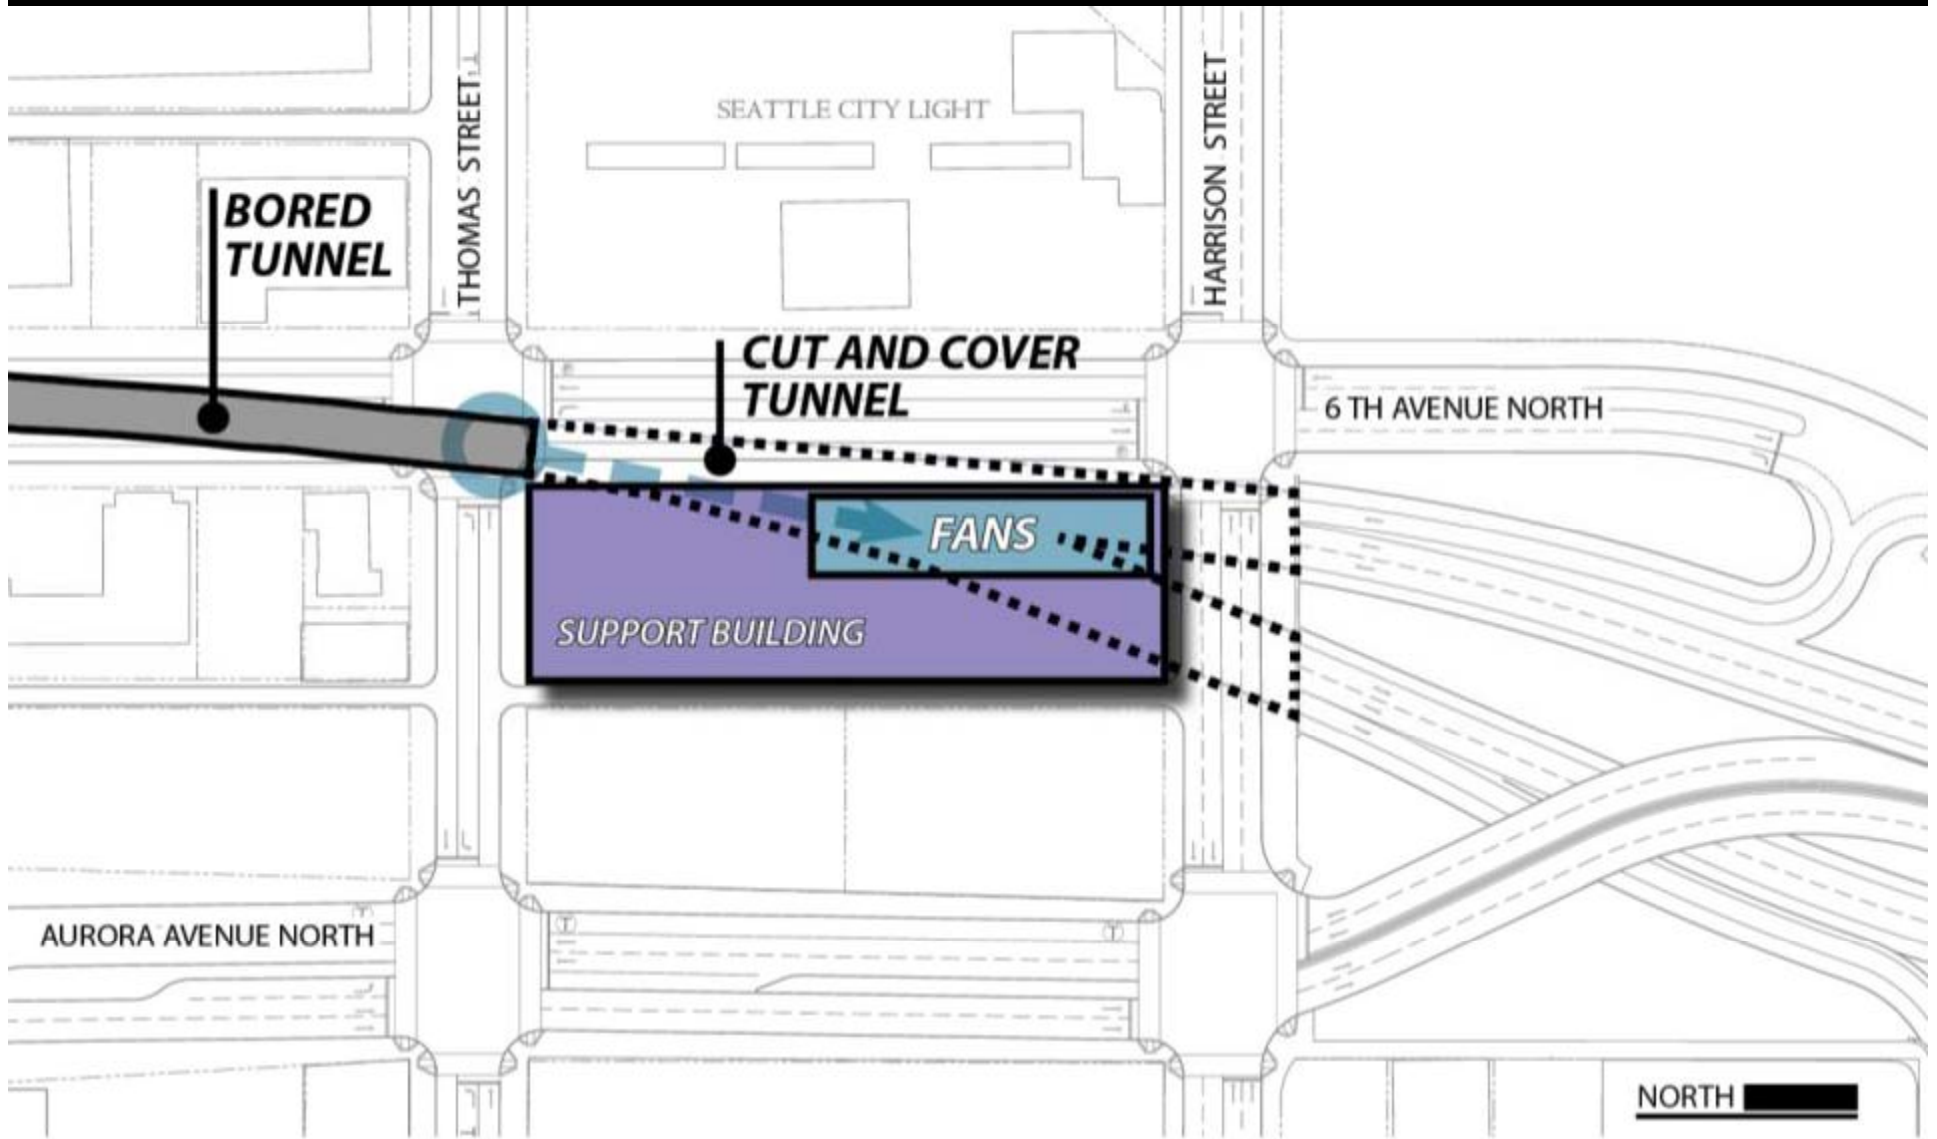 SEATTLE CITY LIGHT
THOMAS STREET
HARRISON STREET
BORED
TUNNEL
CUT AND COVER
TUNNEL
6 TH AVENUE NORTH
FANS
SUPPORT BUILDING
AURORA AVENUE NORTH
NORTH